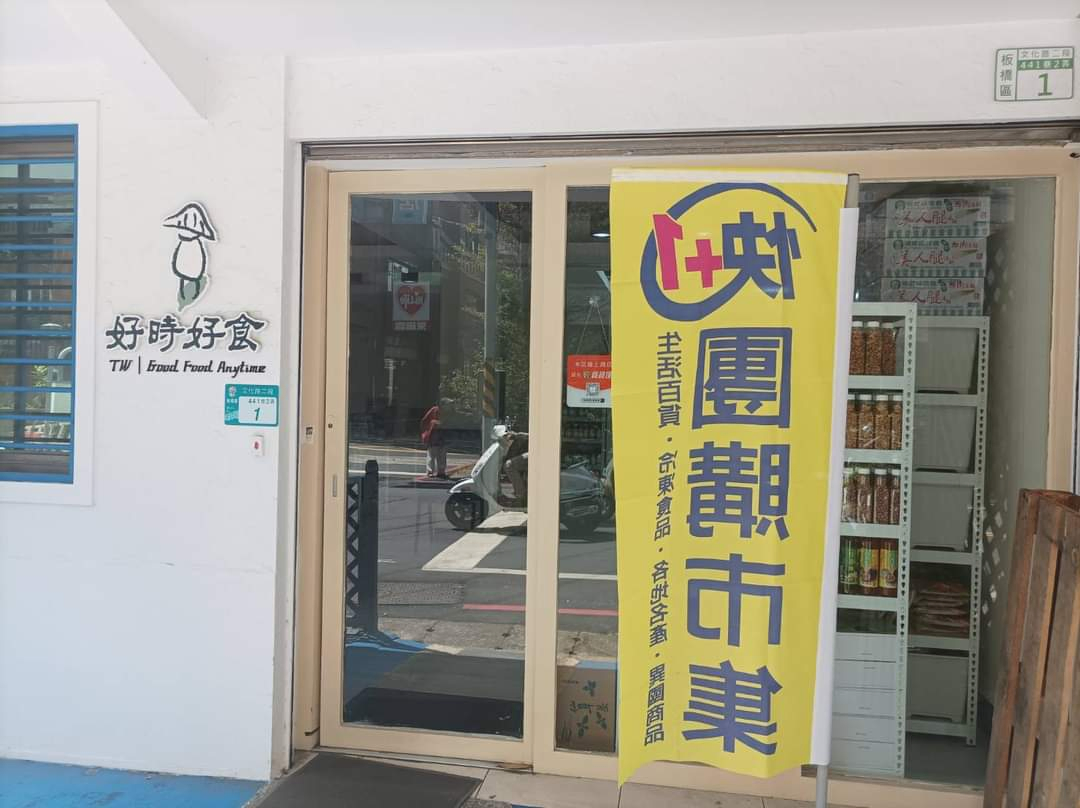 文化路二段
板橋區
441巷2弄
1
好時好食
TW | Good Food Anytime
文化路二段
441巷2弄
1
快+1
團購市集
生活百貨・冷凍食品・各地名產・異國商品
美人腿
美人腿
美人腿